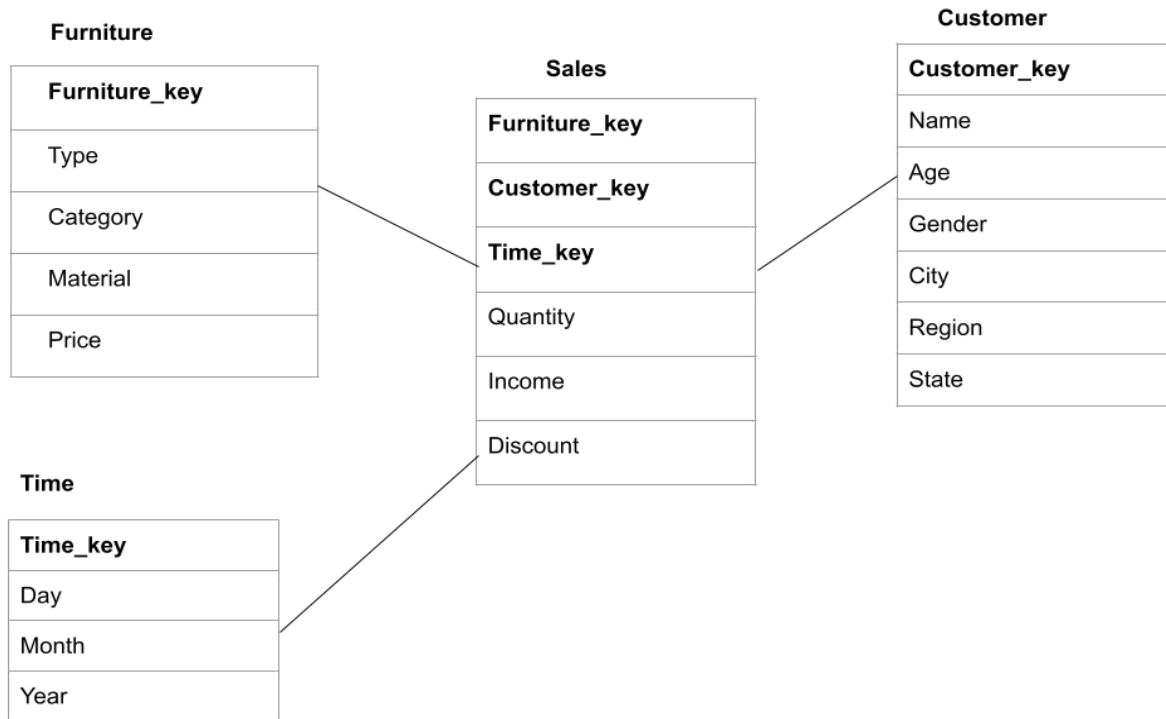 Furniture
Furniture_key
Type
Category
Material
Price
Sales
Furniture_key
Customer_key
Time_key
Quantity
Income
Discount
Customer
Customer_key
Name
Age
Gender
City
Region
State
Time
Time_key
Day
Month
Year